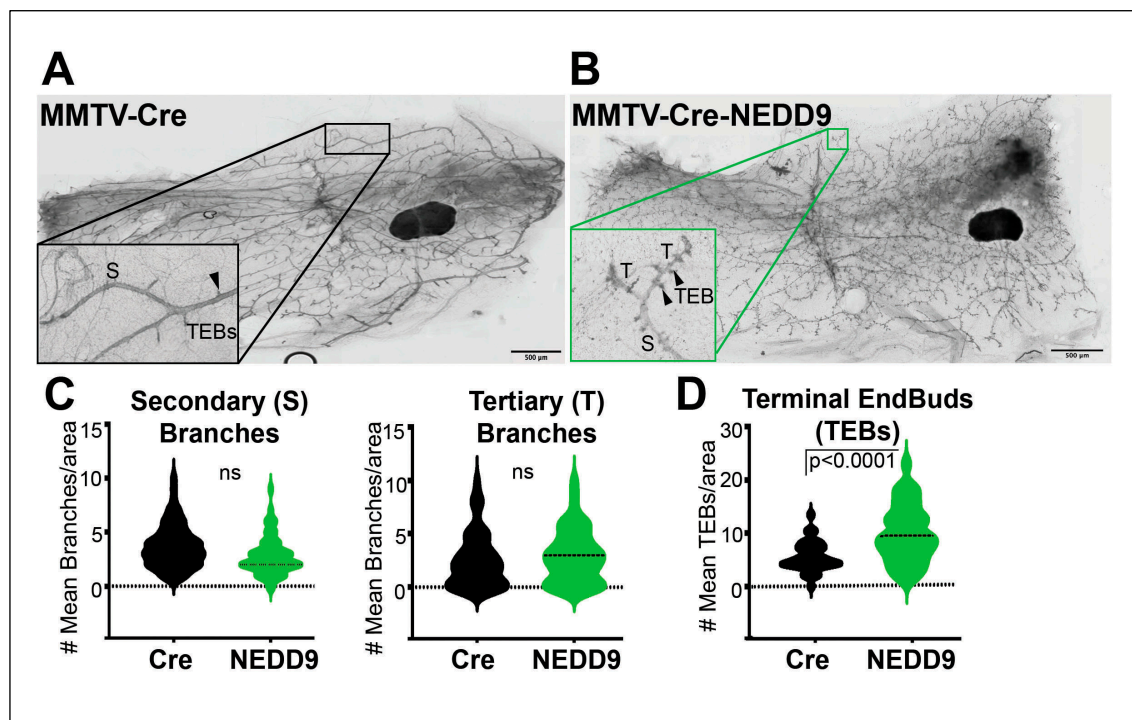 A
MMTV-Cre
S
TEBs
500 µm
B
MMTV-Cre-NEDD9
T
T
TEB
S
500 µm
C
Secondary (S)
Branches
15
10
5
0
# Mean Branches/area
ns
Cre
NEDD9
Tertiary (T)
Branches
15
10
5
0
# Mean Branches/area
ns
Cre
NEDD9
D
Terminal EndBuds
(TEBs)
30
20
10
0
# Mean TEBs/area
p<0.0001
Cre
NEDD9